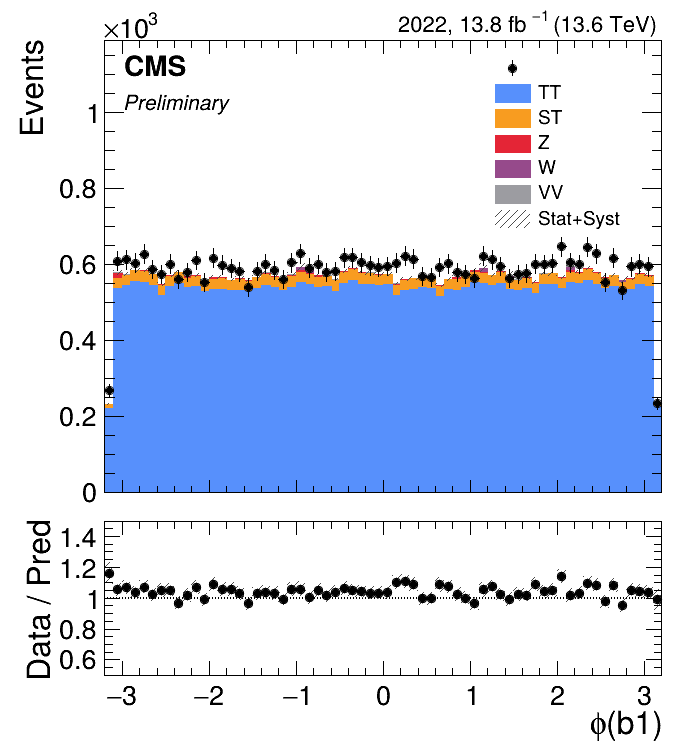 ×10³
2022, 13.8 fb⁻¹ (13.6 TeV)
CMS
Preliminary
Events
TT
ST
Z
W
VV
Stat+Syst
1
0.8
0.6
0.4
0.2
0
Data / Pred
1.4
1.2
1
0.8
0.6
−3 −2 −1 0 1 2 3
ϕ(b1)